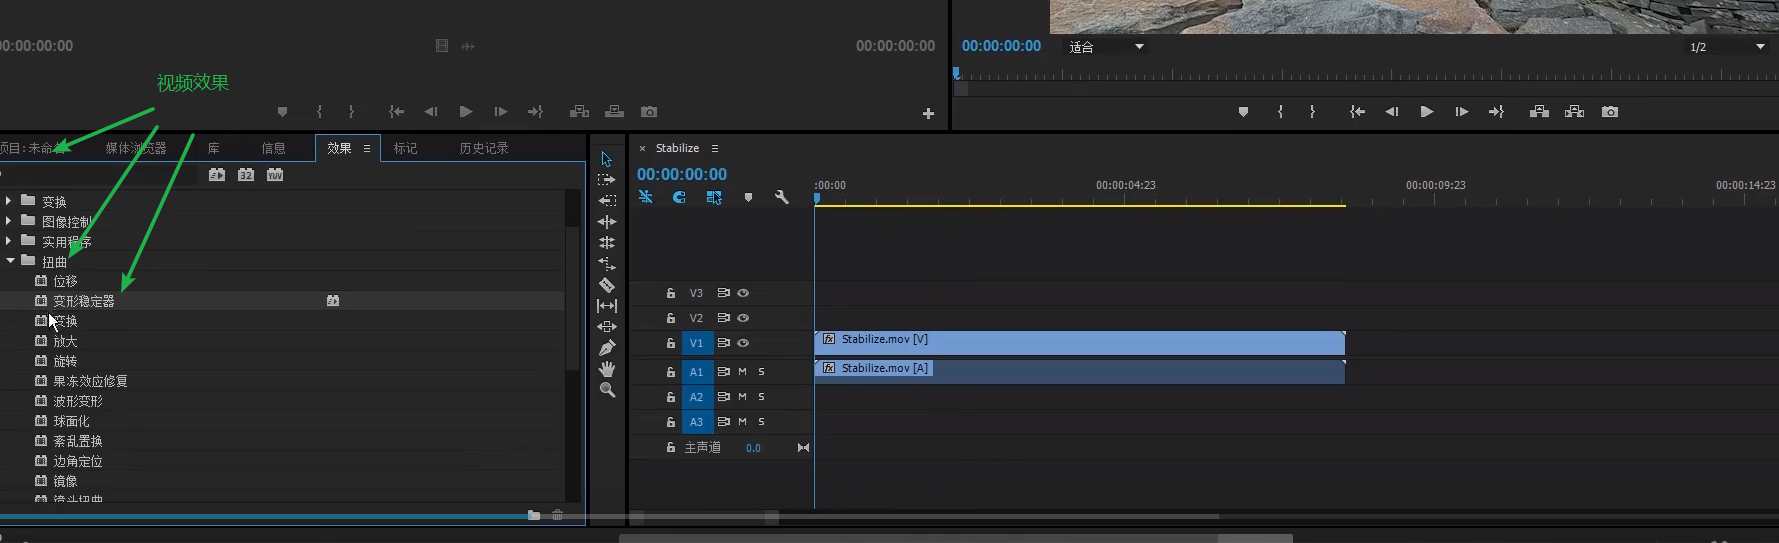 00:00:00:00
00:00:00:00
00:00:00:00
适合
1/2
视频效果
项目:未命名
媒体浏览器
库
信息
效果
标记
历史记录
32
YUV
变换
图像控制
实用程序
扭曲
位移
变形稳定器
变换
放大
旋转
果冻效应修复
波形变形
球面化
紊乱置换
边角定位
镜像
镜头扭曲
× Stabilize
00:00:00:00
:00:00
00:00:04:23
00:00:09:23
00:00:14:23
V3
V2
V1
fx Stabilize.mov [V]
A1 M S
fx Stabilize.mov [A]
A2 M S
A3 M S
主声道 0.0